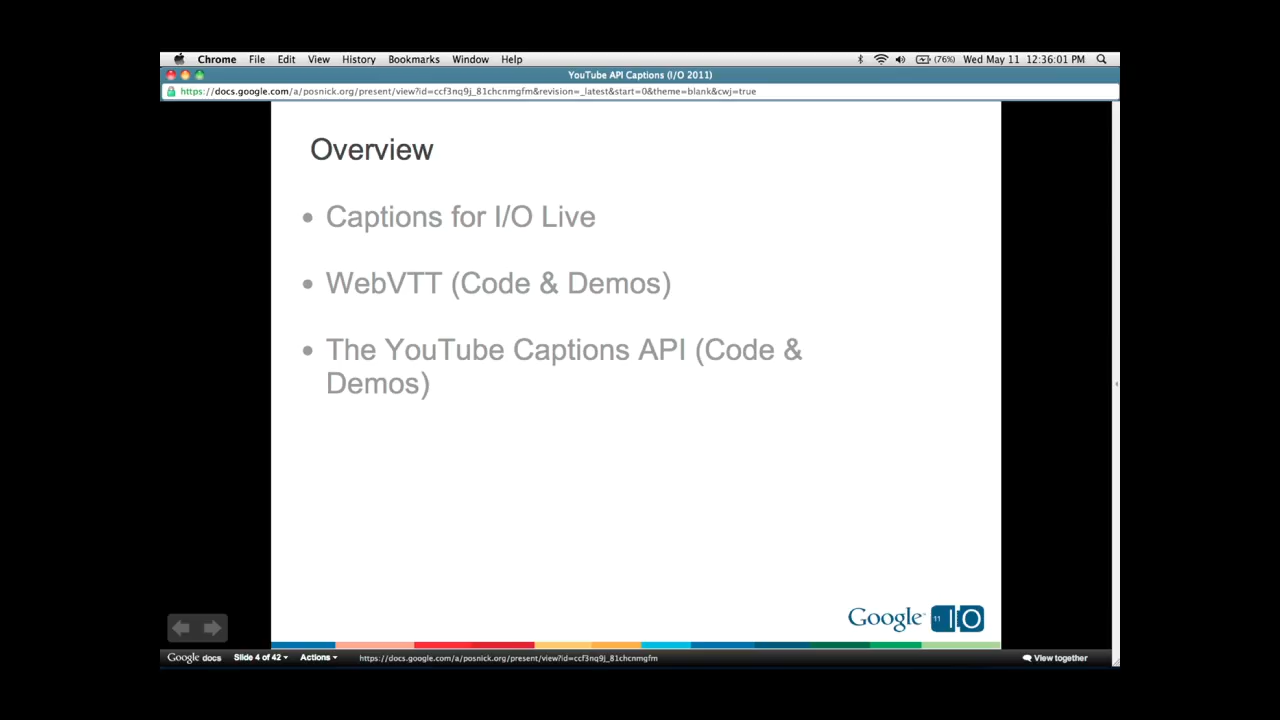 Chrome File Edit View History Bookmarks Window Help (76%) Wed May 11 12:36:01 PM
YouTube API Captions (I/O 2011)
https://docs.google.com/a/posnick.org/present/view?id=ccf3nq9j_81chcnmgfm&revision=_latest&start=0&theme=blank&cwj=true
Overview
• Captions for I/O Live
• WebVTT (Code & Demos)
• The YouTube Captions API (Code &
Demos)
Google 11 IO
Google docs Slide 4 of 42 Actions https://docs.google.com/a/posnick.org/present/view?id=ccf3nq9j_81chcnmgfm View together